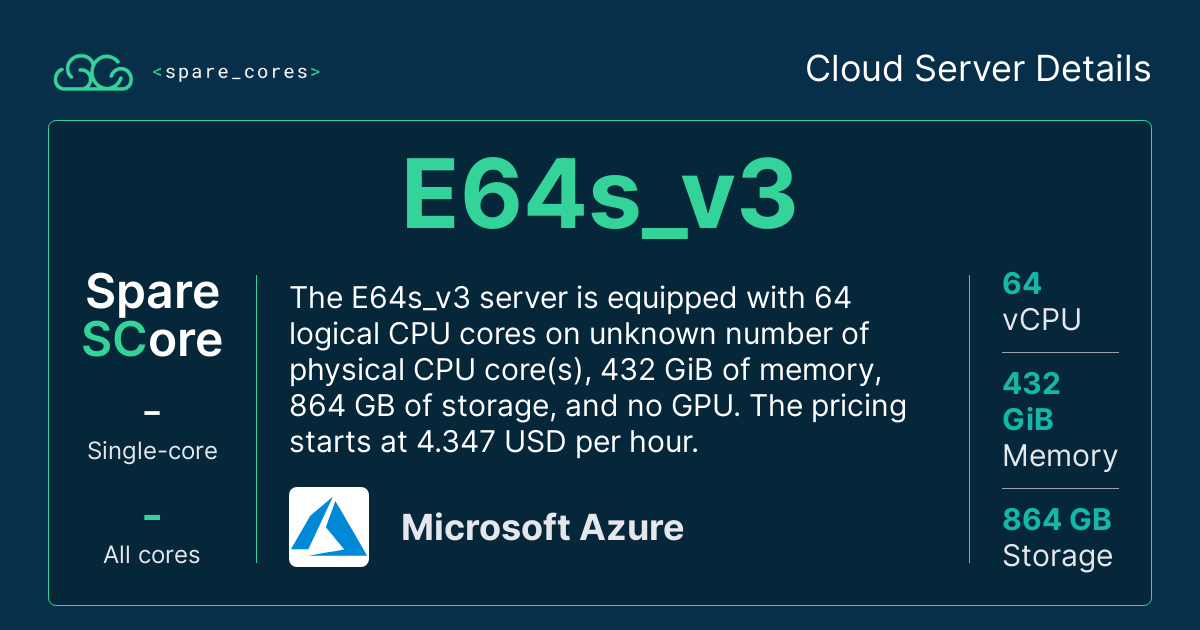 <spare_cores>
Cloud Server Details
E64s_v3
Spare
SCore
–
Single-core
–
All cores
The E64s_v3 server is equipped with 64
logical CPU cores on unknown number of
physical CPU core(s), 432 GiB of memory,
864 GB of storage, and no GPU. The pricing
starts at 4.347 USD per hour.
Microsoft Azure
64
vCPU
432
GiB
Memory
864 GB
Storage